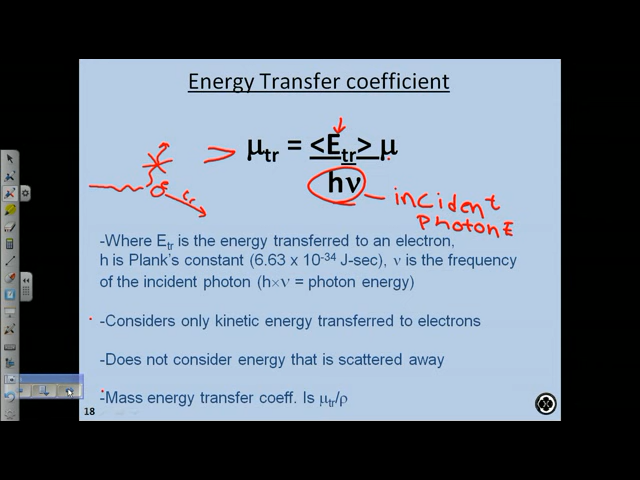 Energy Transfer coefficient
μtr = <Etr> μ
hν
incident
PhotonE
-Where Etr is the energy transferred to an electron,
h is Plank's constant (6.63 x 10-34 J-sec), ν is the frequency
of the incident photon (h×ν = photon energy)
-Considers only kinetic energy transferred to electrons
-Does not consider energy that is scattered away
-Mass energy transfer coeff. Is μtr/ρ
18